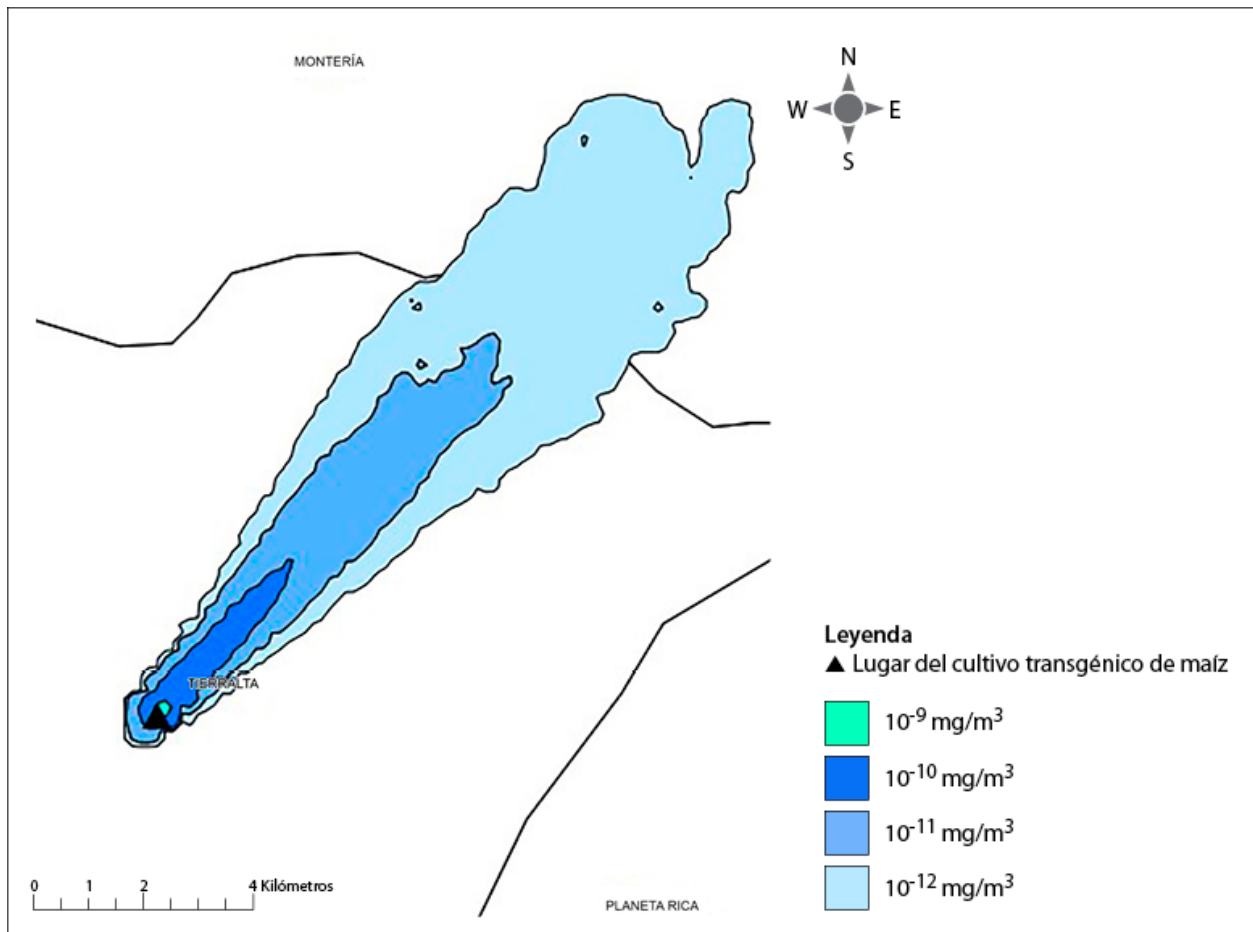 MONTERÍA
N
W E
S
TIERRALTA
Leyenda
▲ Lugar del cultivo transgénico de maíz
10⁻⁹ mg/m³
10⁻¹⁰ mg/m³
10⁻¹¹ mg/m³
10⁻¹² mg/m³
0 1 2 4 Kilómetros
PLANETA RICA